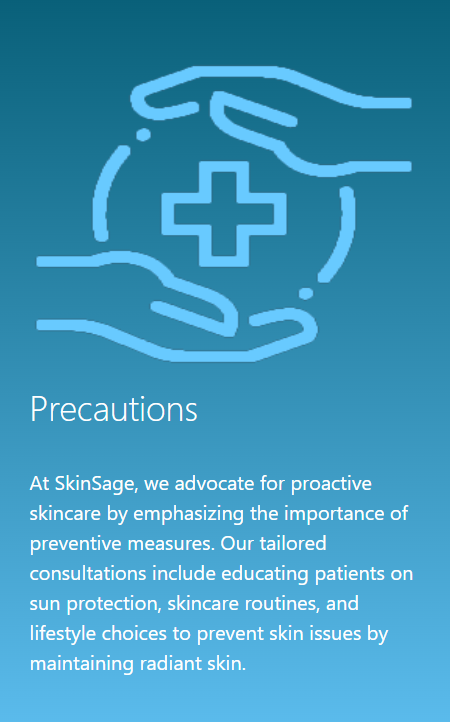 Precautions
At SkinSage, we advocate for proactive
skincare by emphasizing the importance of
preventive measures. Our tailored
consultations include educating patients on
sun protection, skincare routines, and
lifestyle choices to prevent skin issues by
maintaining radiant skin.